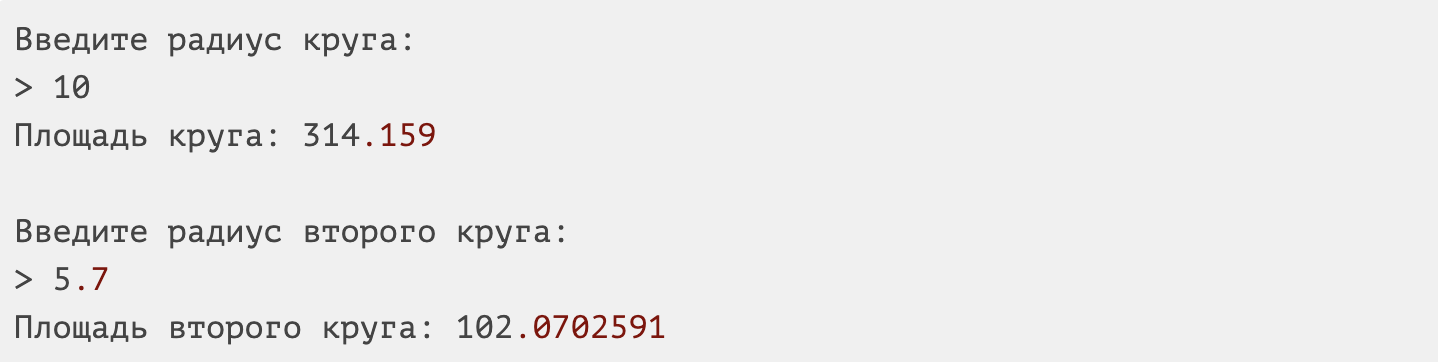 Введите радиус круга:
> 10
Площадь круга: 314.159
Введите радиус второго круга:
> 5.7
Площадь второго круга: 102.0702591